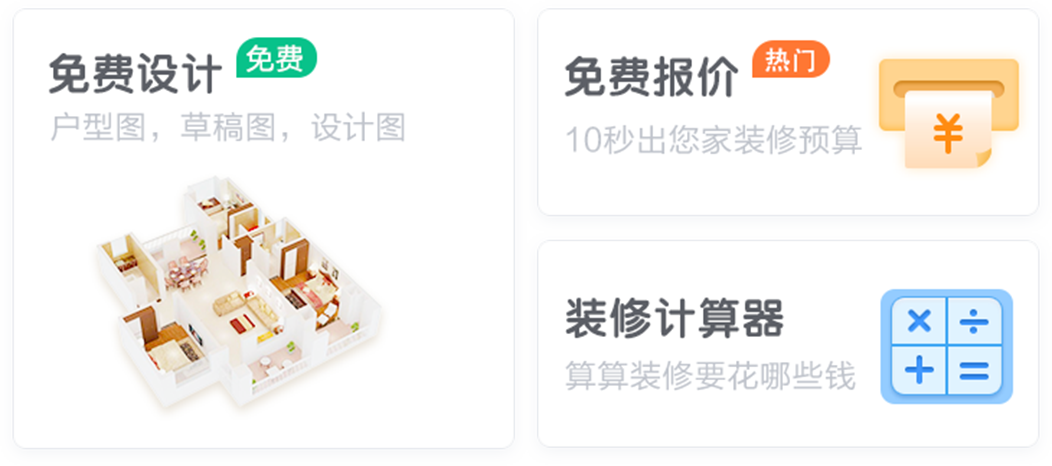 免费设计 免费
户型图，草稿图，设计图
免费报价 热门
10秒出您家装修预算
¥
装修计算器
算算装修要花哪些钱
× ÷
+ =